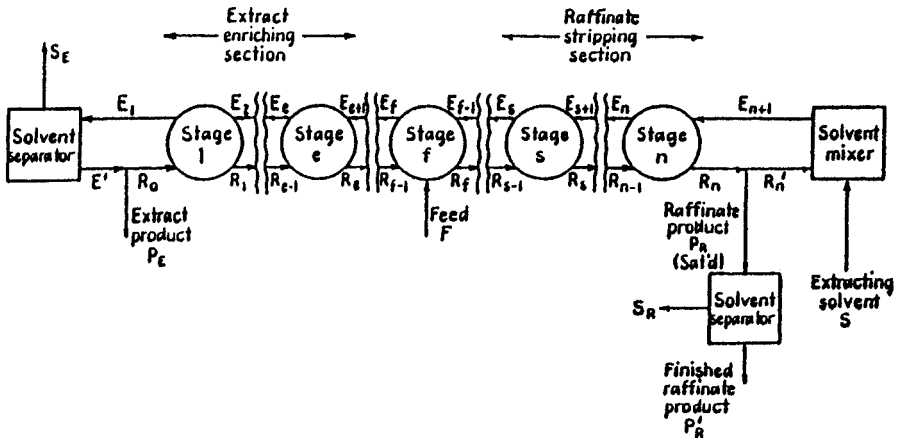 Extract
enriching
section
Raffinate
stripping
section
S_E
E_1
E_2
E_e
E_e+1
E_f
E_f-1
E_s
E_s+1
E_n
E_n+1
Solvent
separator
Stage
1
Stage
e
Stage
f
Stage
s
Stage
n
Solvent
mixer
E'
R_o
R_1
R_e-1
R_e
R_f-1
R_f
R_s-1
R_s
R_n-1
R_n
R_n'
Extract
product
P_E
Feed
F
Raffinate
product
P_R
(Sat'd)
Extracting
solvent
S
S_R
Solvent
separator
Finished
raffinate
product
P_R'